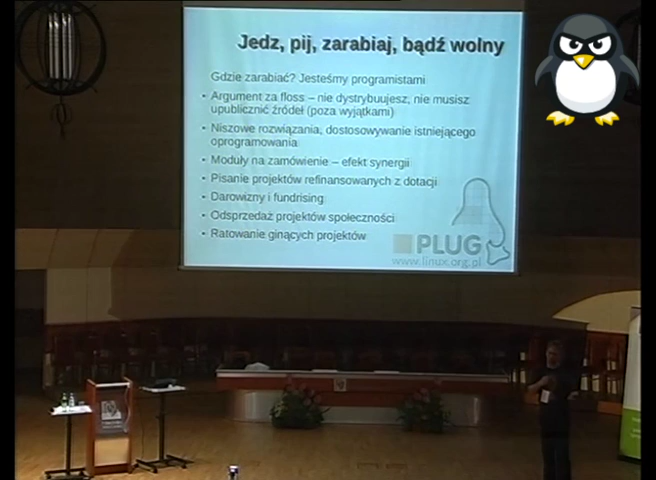 Jedz, pij, zarabiaj, bądź wolny
Gdzie zarabiać? Jesteśmy programistami
• Argument za floss – nie dystrybuujesz, nie musisz
upublicznić źródeł (poza wyjątkami)
• Niszowe rozwiązania, dostosowywanie istniejącego
oprogramowania
• Moduły na zamówienie – efekt synergii
• Pisanie projektów refinansowanych z dotacji
• Darowizny i fundrising
• Odsprzedaż projektów społeczności
• Ratowanie ginących projektów
PLUG
www.linux.org.pl